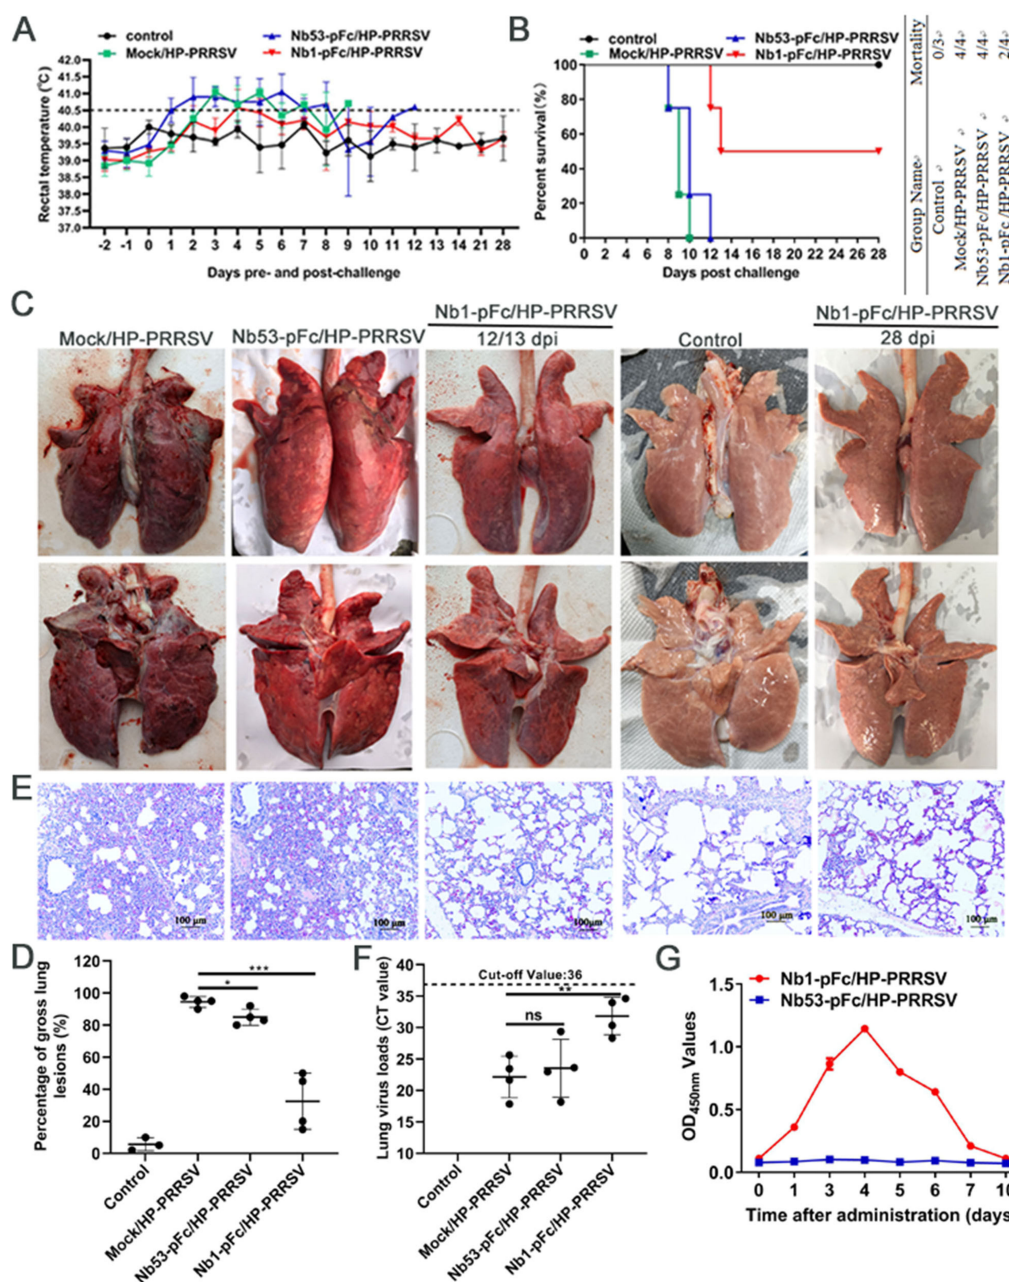 A
control
Mock/HP-PRRSV
Nb53-pFc/HP-PRRSV
Nb1-pFc/HP-PRRSV
Rectal temperature (°C)
42.0
41.5
41.0
40.5
40.0
39.5
39.0
38.5
38.0
37.5
37.0
-2 -1 0 1 2 3 4 5 6 7 8 9 10 11 12 13 14 21 28
Days pre- and post-challenge
B
control
Mock/HP-PRRSV
Nb53-pFc/HP-PRRSV
Nb1-pFc/HP-PRRSV
Percent survival(%)
100
80
60
40
20
0
0 2 4 6 8 10 12 14 16 18 20 22 24 26 28
Days post challenge
Group Name Mortality
Control 0/3
Mock/HP-PRRSV 4/4
Nb53-pFc/HP-PRRSV 4/4
Nb1-pFc /HP-PRRSV 2/4
C
Mock/HP-PRRSV
Nb53-pFc/HP-PRRSV
Nb1-pFc/HP-PRRSV
12/13 dpi
Control
Nb1-pFc/HP-PRRSV
28 dpi
E
100 μm
100 μm
100 μm
100 μm
100 μm
D
Percentage of gross lung
lesions (%)
120
100
80
60
40
20
0
*
***
Control
Mock/HP-PRRSV
Nb53-pFc/HP-PRRSV
Nb1-pFc/HP-PRRSV
F
Lung virus loads (CT value)
40
35
30
25
20
15
10
Cut-off Value:36
**
ns
Control
Mock/HP-PRRSV
Nb53-pFc/HP-PRRSV
Nb1-pFc/HP-PRRSV
G
Nb1-pFc/HP-PRRSV
Nb53-pFc/HP-PRRSV
OD450nm Values
1.5
1.0
0.5
0.0
0 1 3 4 5 6 7 10
Time after administration (days